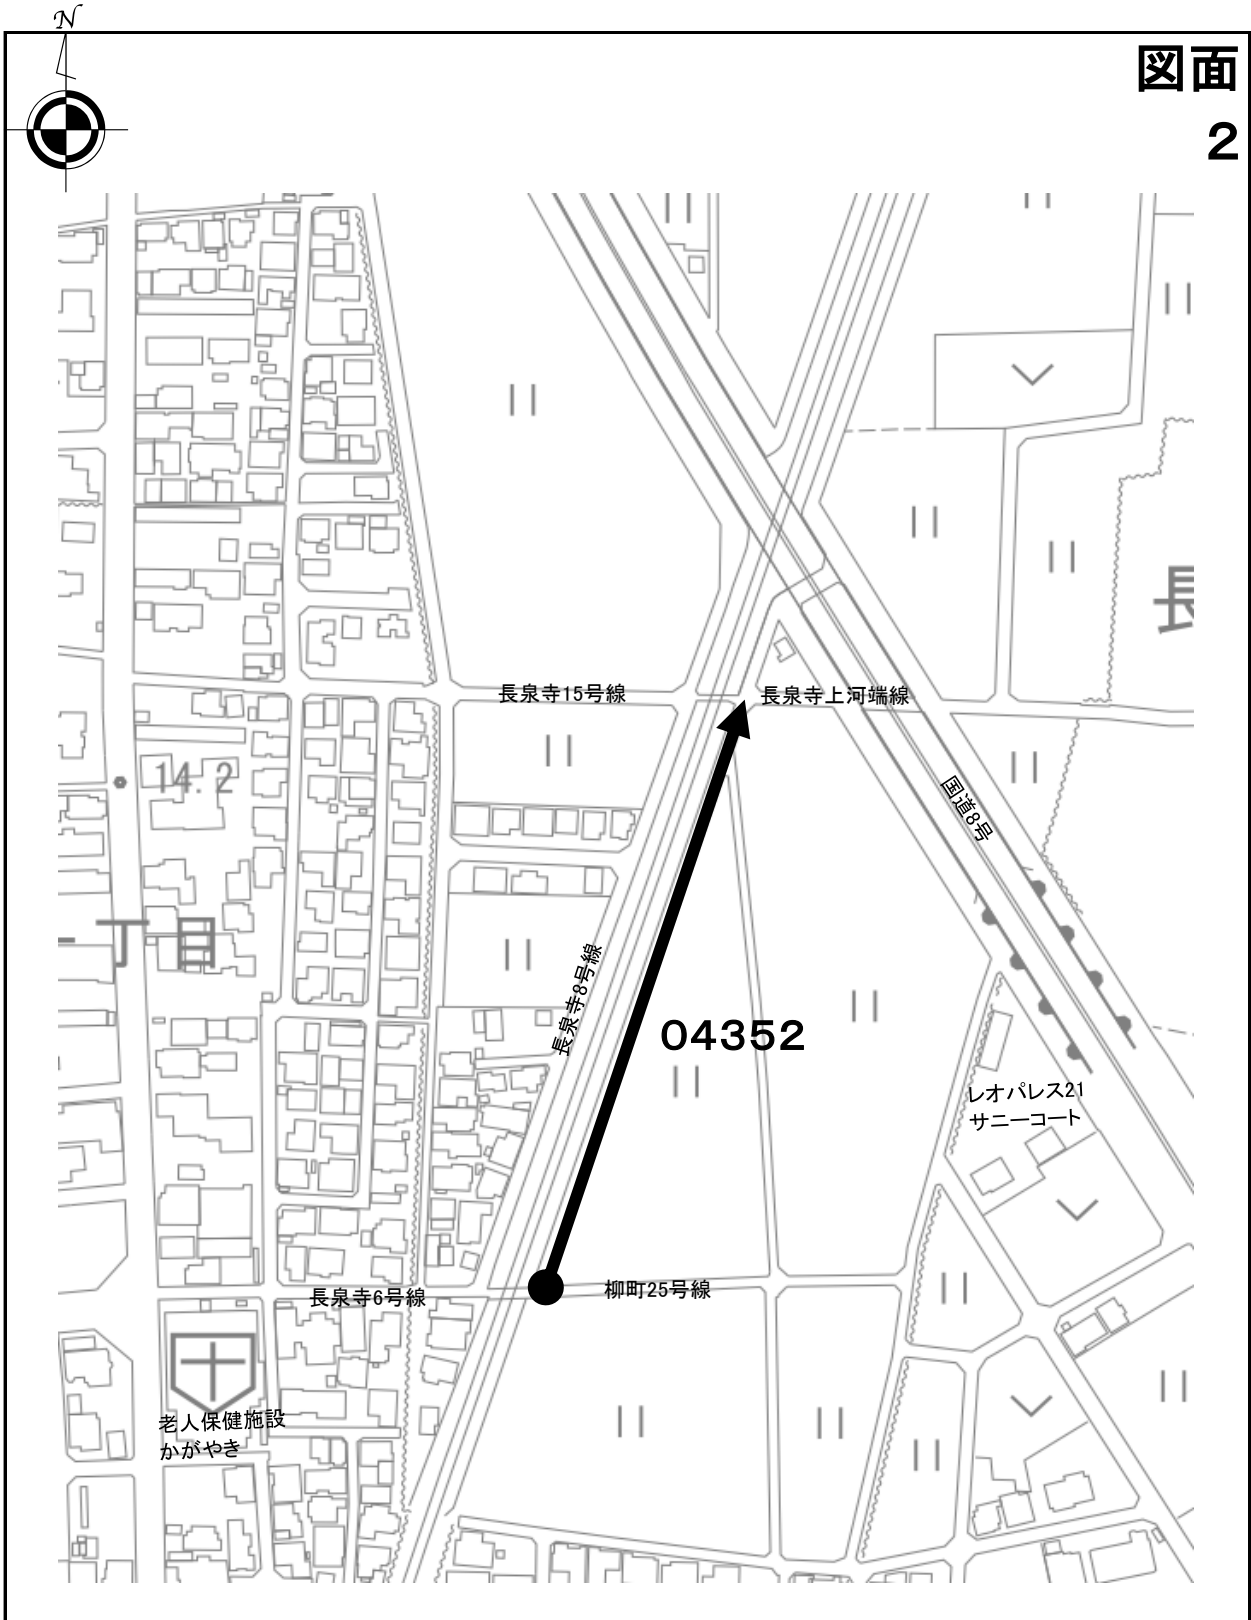 N
図面
2
長
長泉寺15号線
長泉寺上河端線
14.2
国道8号
丁目
長泉寺8号線
04352
レオパレス21
サニーコート
長泉寺6号線
柳町25号線
老人保健施設
かがやき